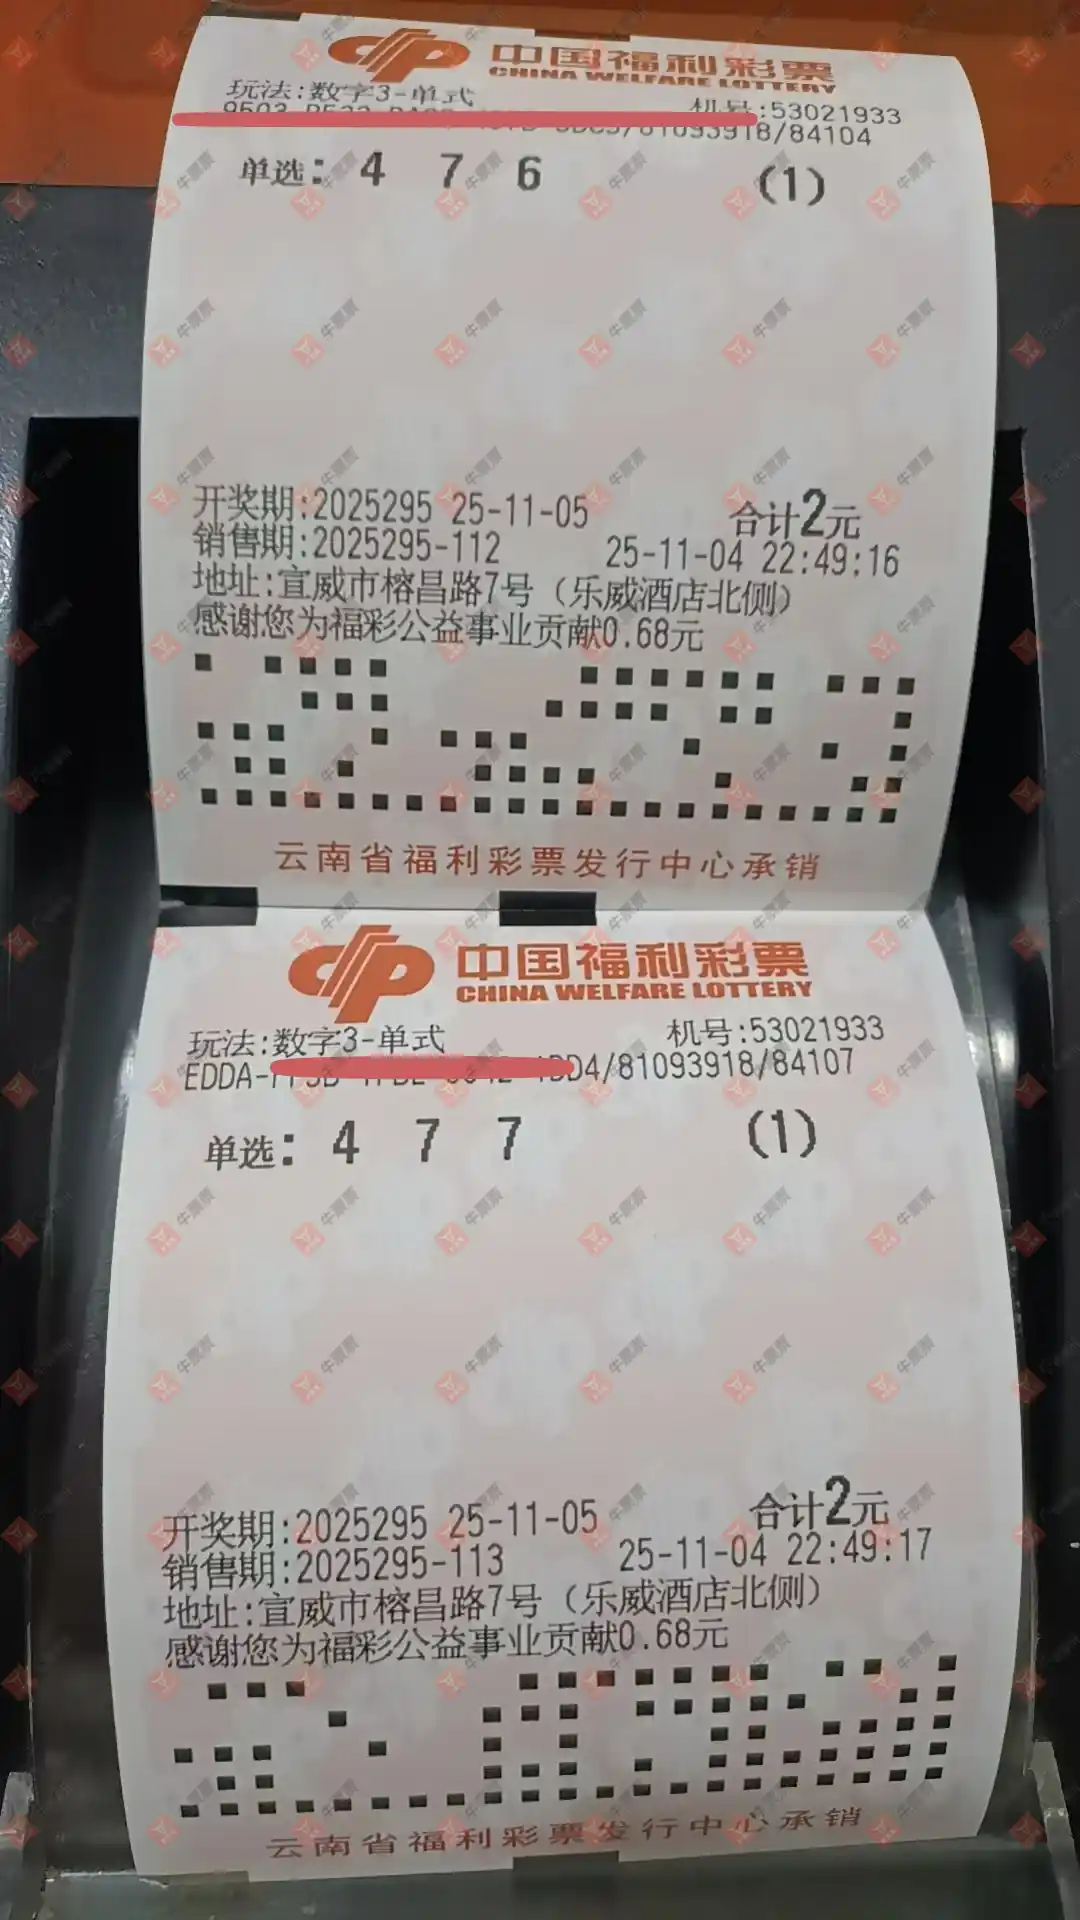 中国福利彩票
CHINA WELFARE LOTTERY
玩法:数字3-单式
机号:53021933
/81093918/84104
单选: 4 7 6 (1)
开奖期:2025295 25-11-05 合计2元
销售期:2025295-112 25-11-04 22:49:16
地址:宣威市榕昌路7号（乐威酒店北侧）
感谢您为福彩公益事业贡献0.68元
云南省福利彩票发行中心承销
中国福利彩票
CHINA WELFARE LOTTERY
玩法:数字3-单式 机号:53021933
EDDA- DD4/81093918/84107
单选: 4 7 7 (1)
开奖期:2025295 25-11-05 合计2元
销售期:2025295-113 25-11-04 22:49:17
地址:宣威市榕昌路7号（乐威酒店北侧）
感谢您为福彩公益事业贡献0.68元
云南省福利彩票发行中心承销
牛票票